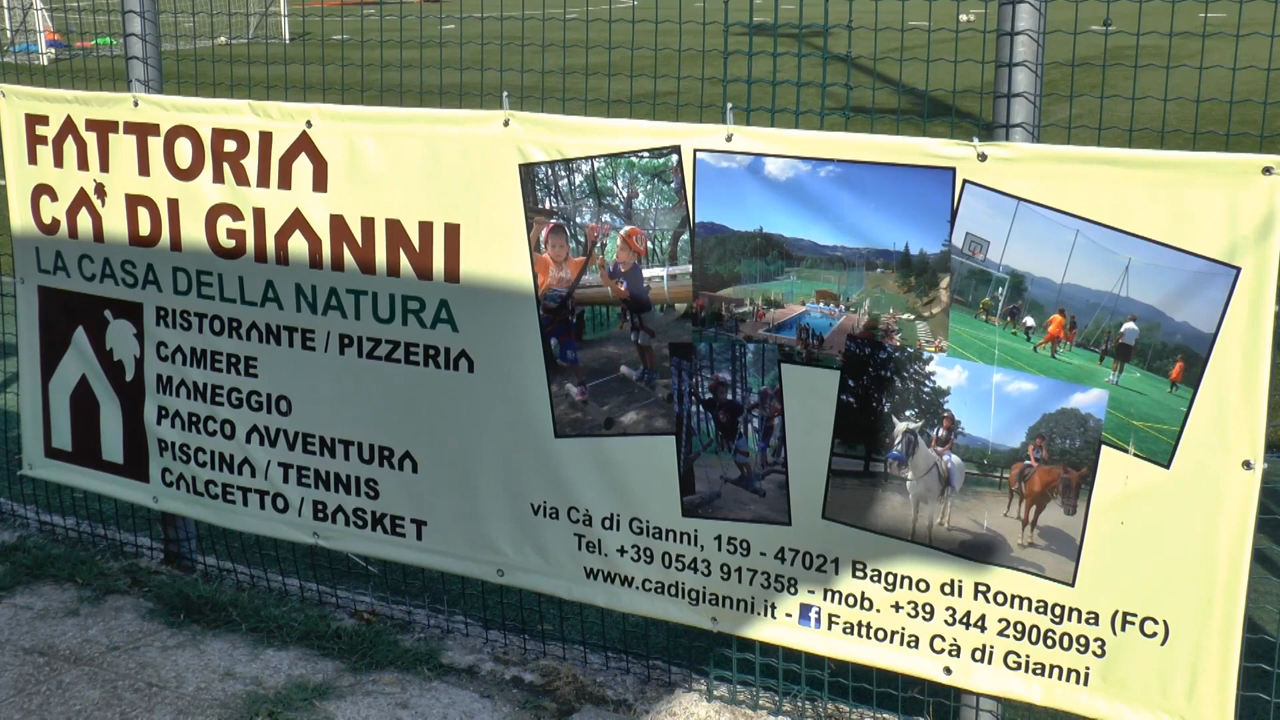 FATTORIA
CÀ DI GIANNI
LA CASA DELLA NATURA
RISTORANTE / PIZZERIA
CAMERE
MANEGGIO
PARCO AVVENTURA
PISCINA / TENNIS
CALCETTO / BASKET
via Cà di Gianni, 159 - 47021 Bagno di Romagna (FC)
Tel. +39 0543 917358 - mob. +39 344 2906093
www.cadigianni.it - f Fattoria Cà di Gianni